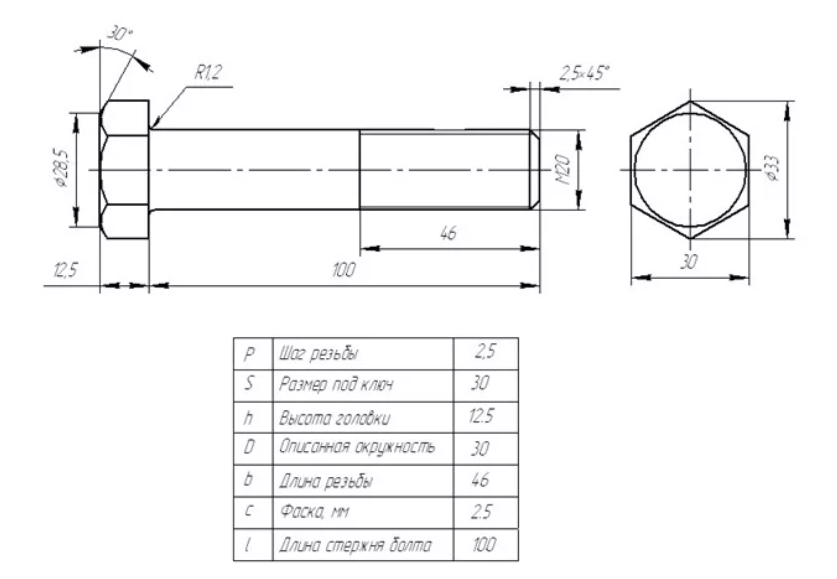 30°
R1,2
2,5×45°
⌀28,5
M20
⌀33
46
30
12,5
100
P Шаг резьбы 2,5
S Размер под ключ 30
h Высота головки 12.5
D Описанная окружность 30
b Длина резьбы 46
c Фаска, мм 2.5
l Длина стержня болта 100